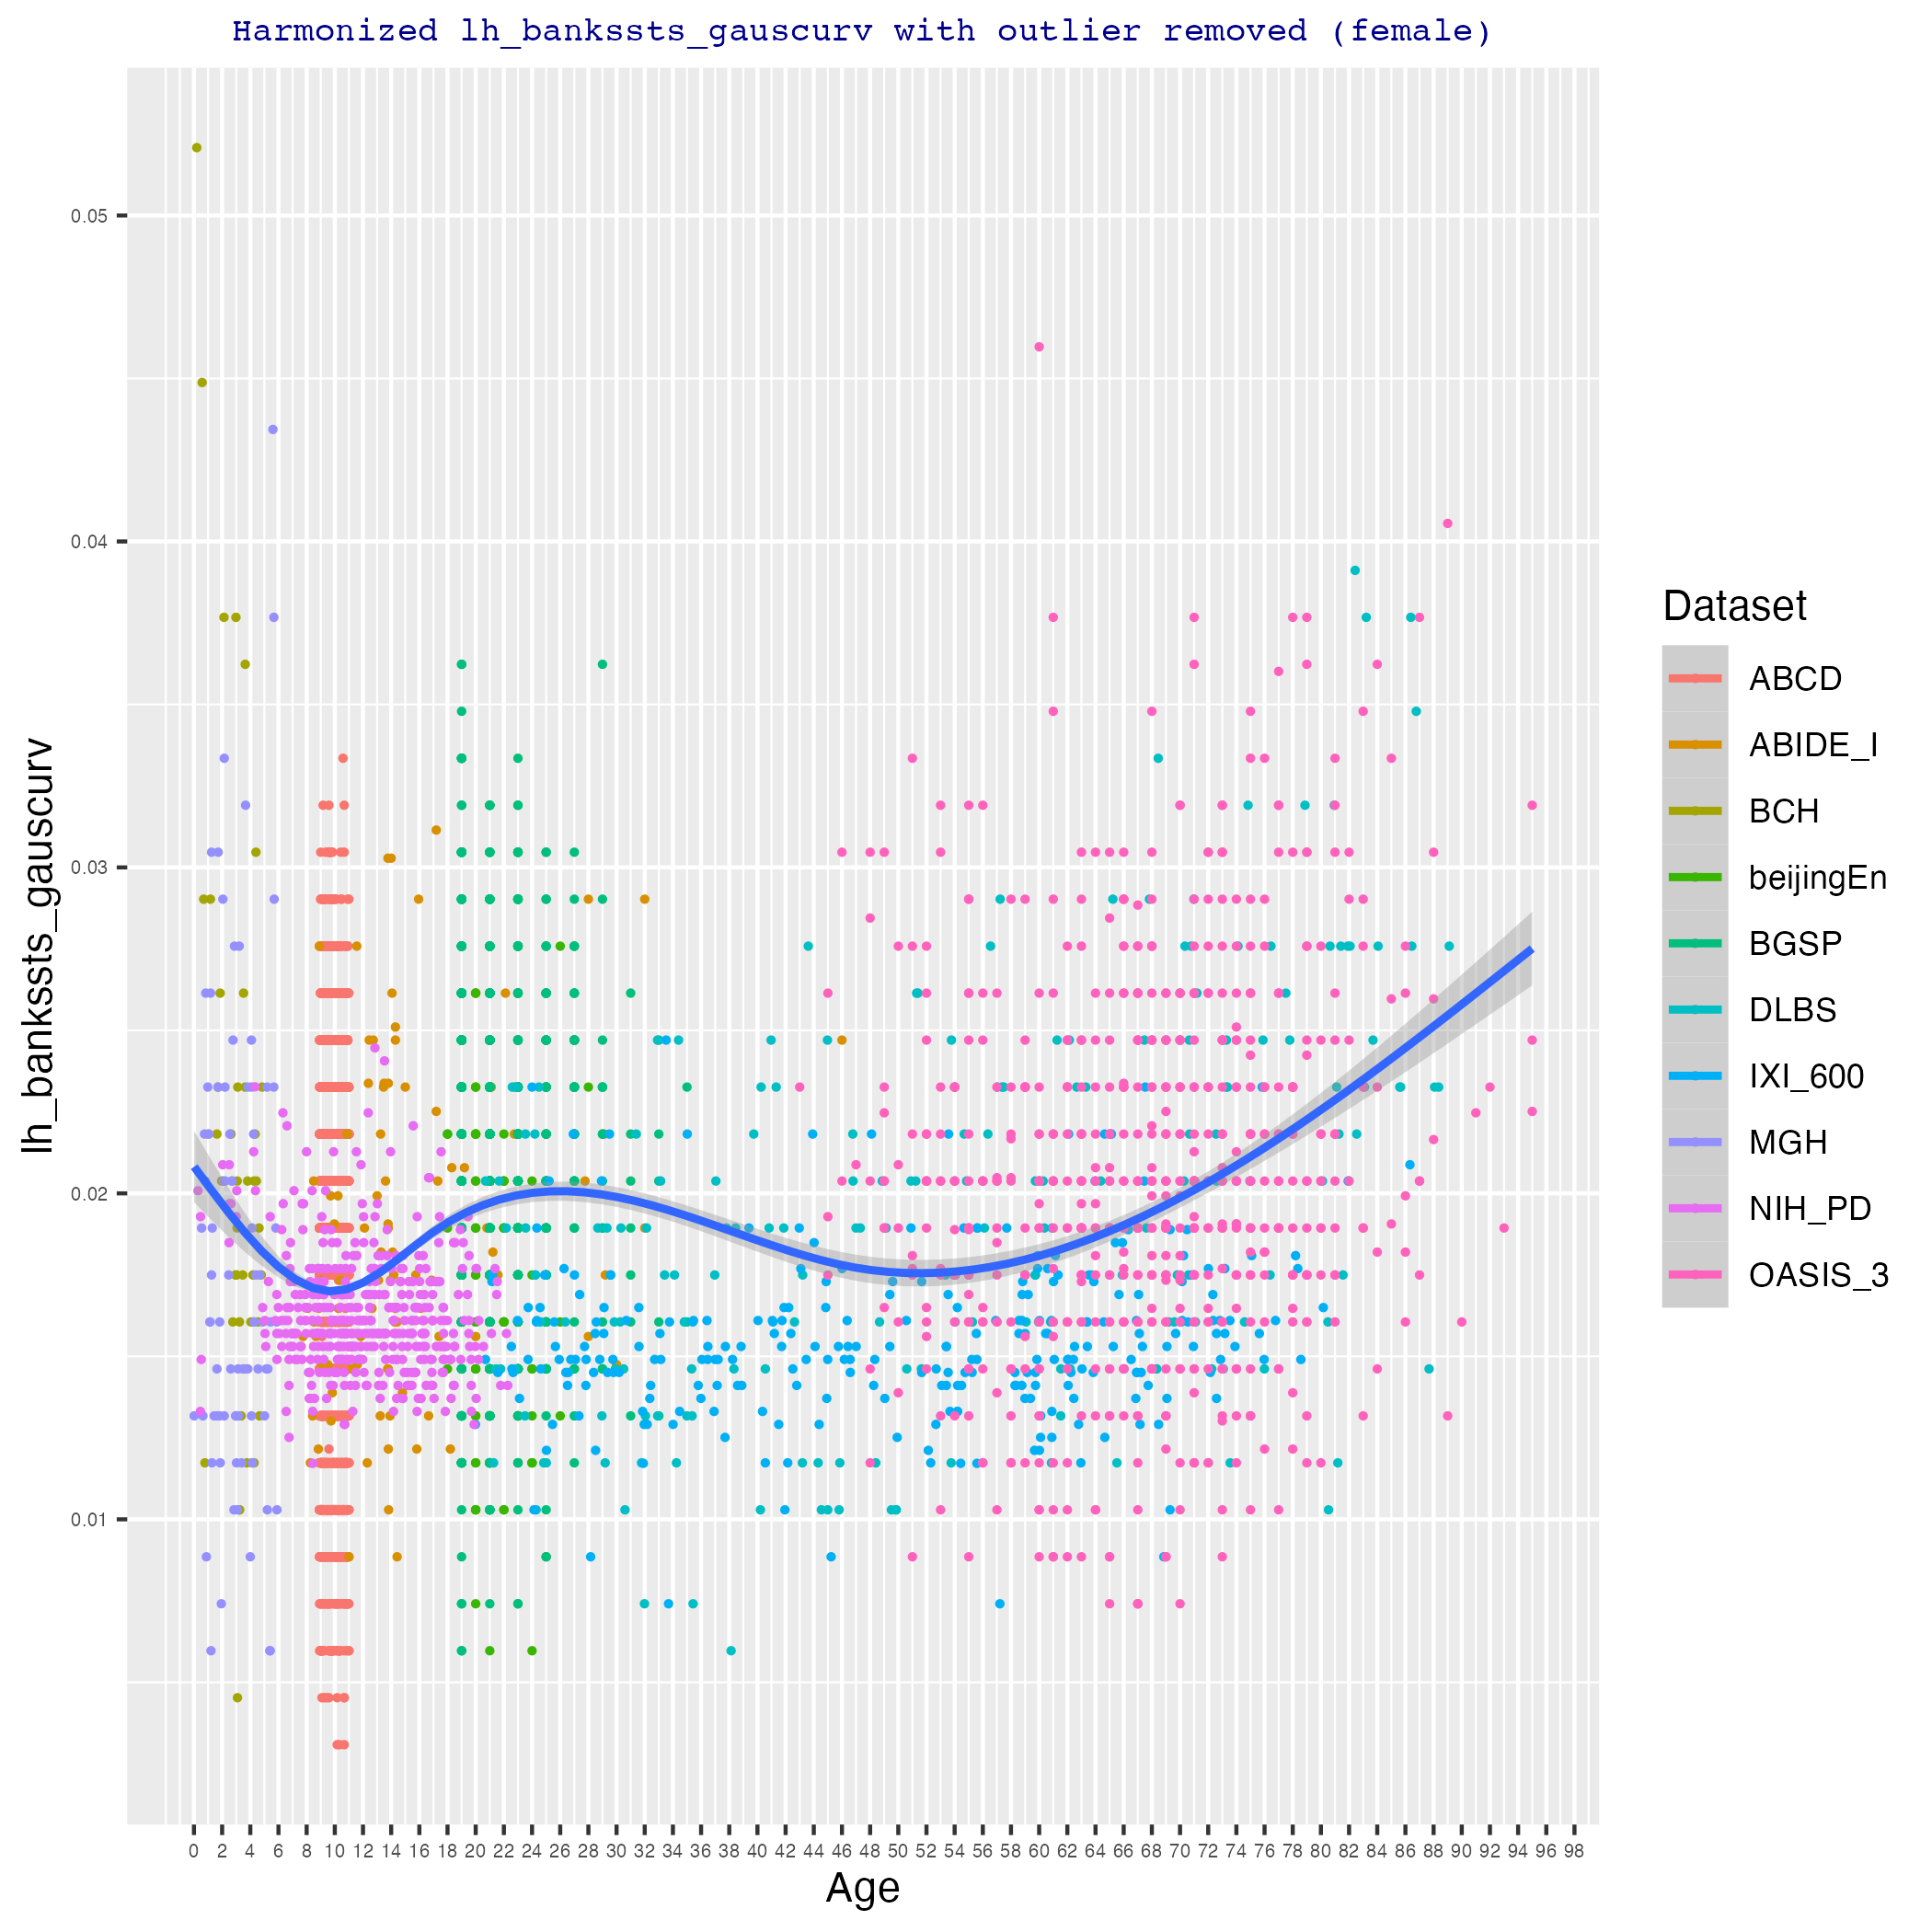 Harmonized lh_bankssts_gauscurv with outlier removed (female)
lh_bankssts_gauscurv
0.05
0.04
0.03
0.02
0.01
0 2 4 6 8 10 12 14 16 18 20 22 24 26 28 30 32 34 36 38 40 42 44 46 48 50 52 54 56 58 60 62 64 66 68 70 72 74 76 78 80 82 84 86 88 90 92 94 96 98
Age
Dataset
ABCD
ABIDE_I
BCH
beijingEn
BGSP
DLBS
IXI_600
MGH
NIH_PD
OASIS_3